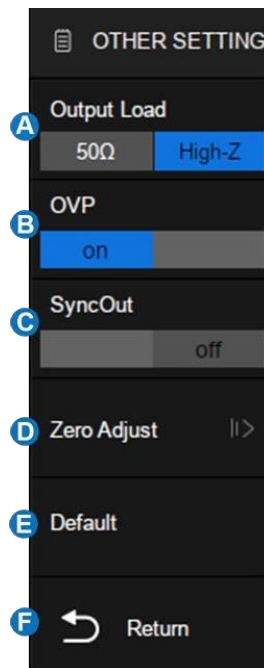 OTHER SETTING
A
Output Load
50Ω High-Z
OVP
B
on
SyncOut
C
off
D Zero Adjust
E Default
F Return